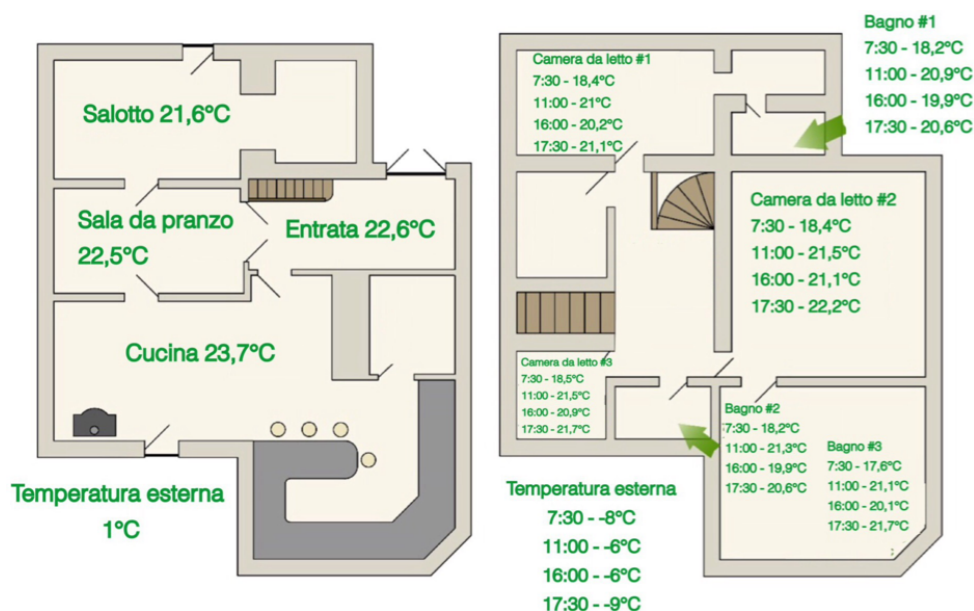 Salotto 21,6°C
Sala da pranzo
22,5°C
Entrata 22,6°C
Cucina 23,7°C
Temperatura esterna
1°C
Camera da letto #1
7:30 - 18,4°C
11:00 - 21°C
16:00 - 20,2°C
17:30 - 21,1°C
Bagno #1
7:30 - 18,2°C
11:00 - 20,9°C
16:00 - 19,9°C
17:30 - 20,6°C
Camera da letto #2
7:30 - 18,4°C
11:00 - 21,5°C
16:00 - 21,1°C
17:30 - 22,2°C
Camera da letto #3
7:30 - 18,5°C
11:00 - 21,5°C
16:00 - 20,9°C
17:30 - 21,7°C
Bagno #2
7:30 - 18,2°C
11:00 - 21,3°C
16:00 - 19,9°C
17:30 - 20,6°C
Bagno #3
7:30 - 17,6°C
11:00 - 21,1°C
16:00 - 20,1°C
17:30 - 21,7°C
Temperatura esterna
7:30 - -8°C
11:00 - -6°C
16:00 - -6°C
17:30 - -9°C